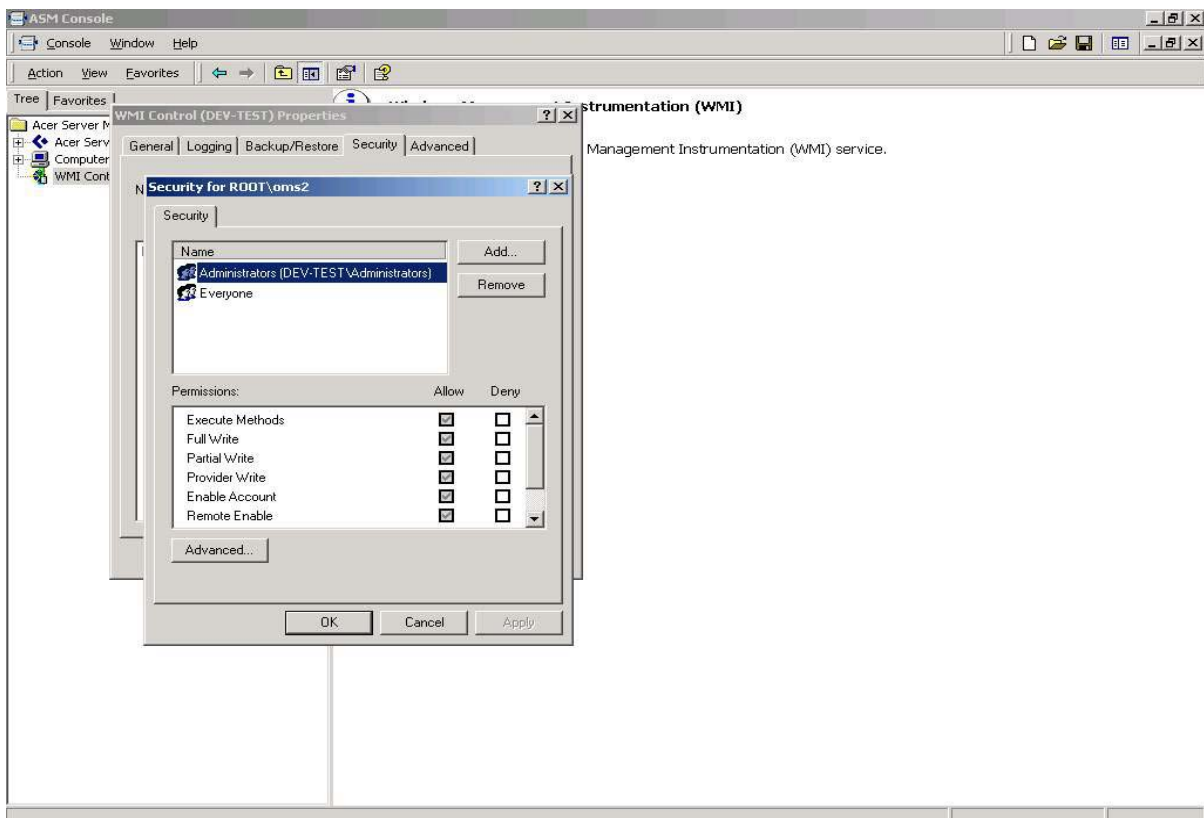 ASM Console
Console Window Help
Action View Favorites
Tree Favorites
Acer Server M
Acer Serv
Computer
WMI Cont
strumentation (WMI)
Management Instrumentation (WMI) service.
WMI Control (DEV-TEST) Properties
General Logging Backup/Restore Security Advanced
N
Security for ROOT\oms2
Security
Name
Administrators (DEV-TEST\Administrators)
Everyone
Add...
Remove
Permissions: Allow Deny
Execute Methods
Full Write
Partial Write
Provider Write
Enable Account
Remote Enable
Advanced...
OK Cancel Apply